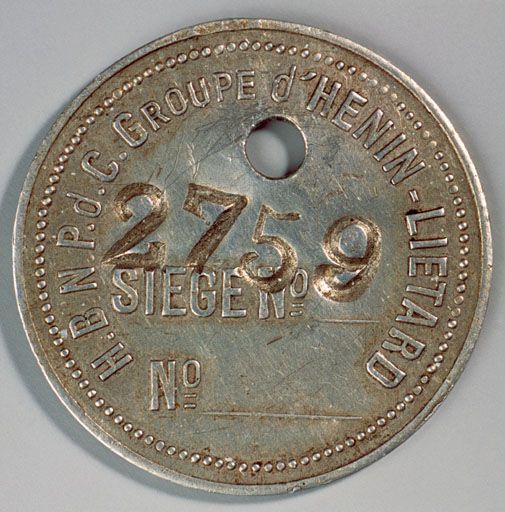 H.B.N.P.d.C. GROUPE d'HENIN-LIETARD
2759
SIEGE No
No